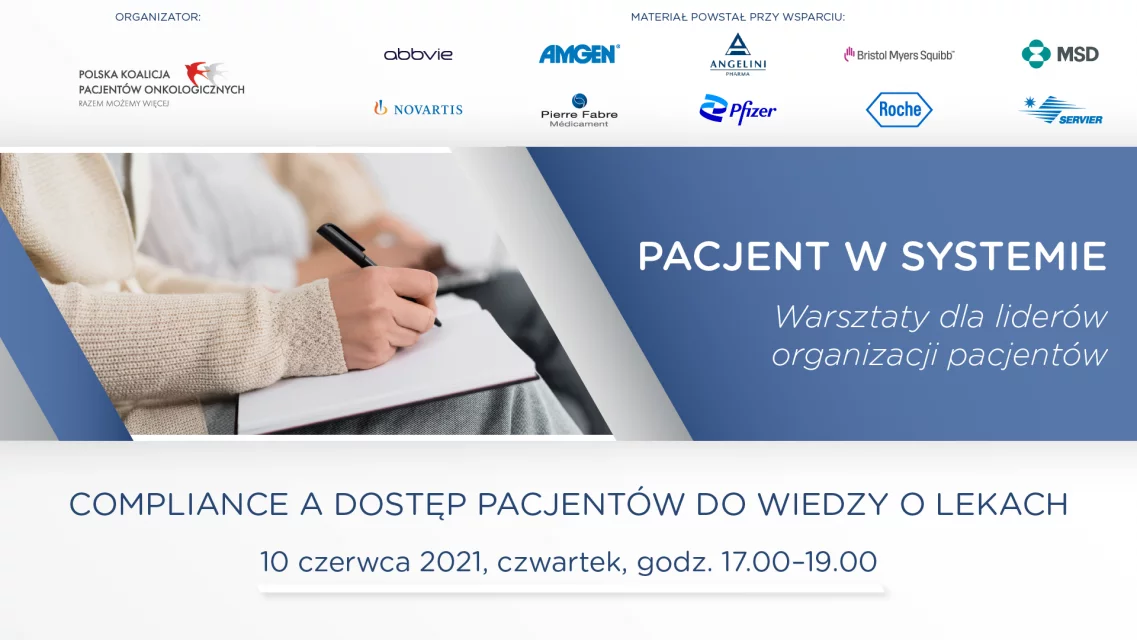 ORGANIZATOR:
MATERIAŁ POWSTAŁ PRZY WSPARCIU:
POLSKA KOALICJA
PACJENTÓW ONKOLOGICZNYCH
RAZEM MOŻEMY WIĘCEJ
abbvie
AMGEN®
ANGELINI
PHARMA
Bristol Myers Squibb™
MSD
NOVARTIS
Pierre Fabre
Médicament
Pfizer
Roche
SERVIER
PACJENT W SYSTEMIE
Warsztaty dla liderów
organizacji pacjentów
COMPLIANCE A DOSTĘP PACJENTÓW DO WIEDZY O LEKACH
10 czerwca 2021, czwartek, godz. 17.00–19.00